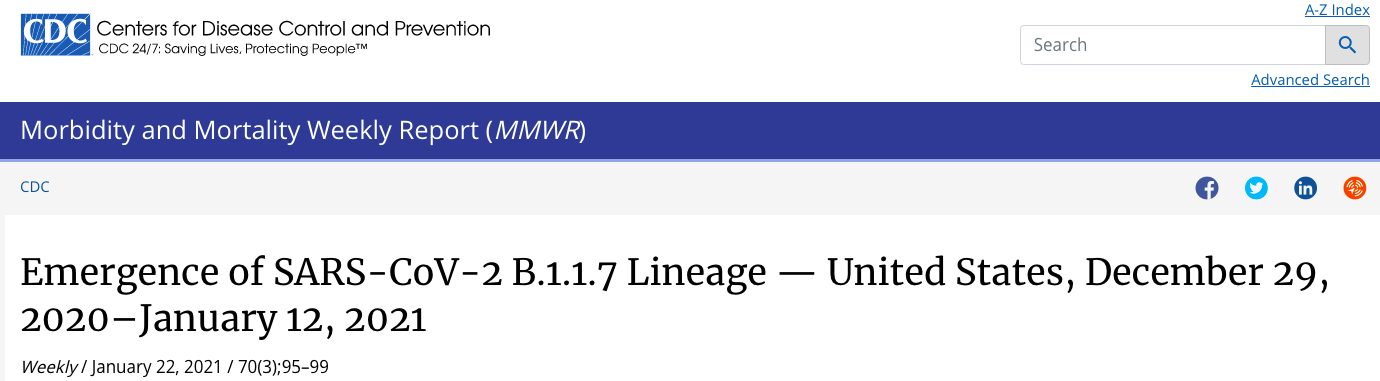 CDC Centers for Disease Control and Prevention
CDC 24/7: Saving Lives, Protecting People™
A-Z Index
Search
Advanced Search
Morbidity and Mortality Weekly Report (MMWR)
CDC
Emergence of SARS-CoV-2 B.1.1.7 Lineage — United States, December 29,
2020–January 12, 2021
Weekly / January 22, 2021 / 70(3);95–99